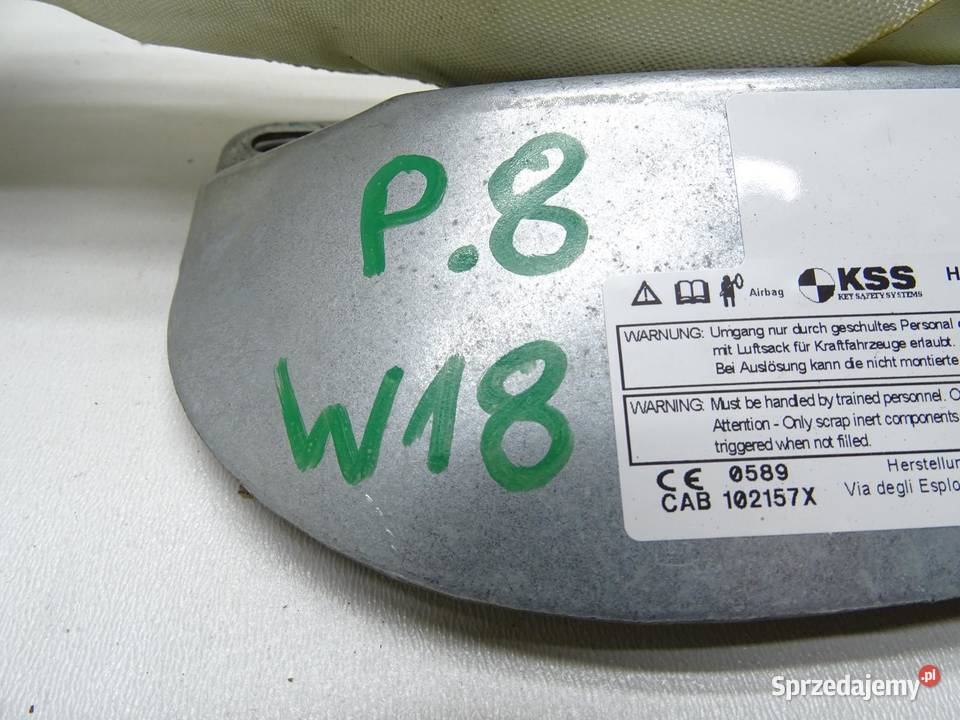 P.8
W18
Airbag
KSS
KEY SAFETY SYSTEMS
WARNUNG: Umgang nur durch geschultes Personal
mit Luftsack für Kraftfahrzeuge erlaubt.
Bei Auslösung kann die nicht montierte
WARNING: Must be handled by trained personnel.
Attention - Only scrap inert components
triggered when not filled.
CE 0589
CAB 102157X
Herstellun
Via degli Esplo
Sprzedajemy.pl